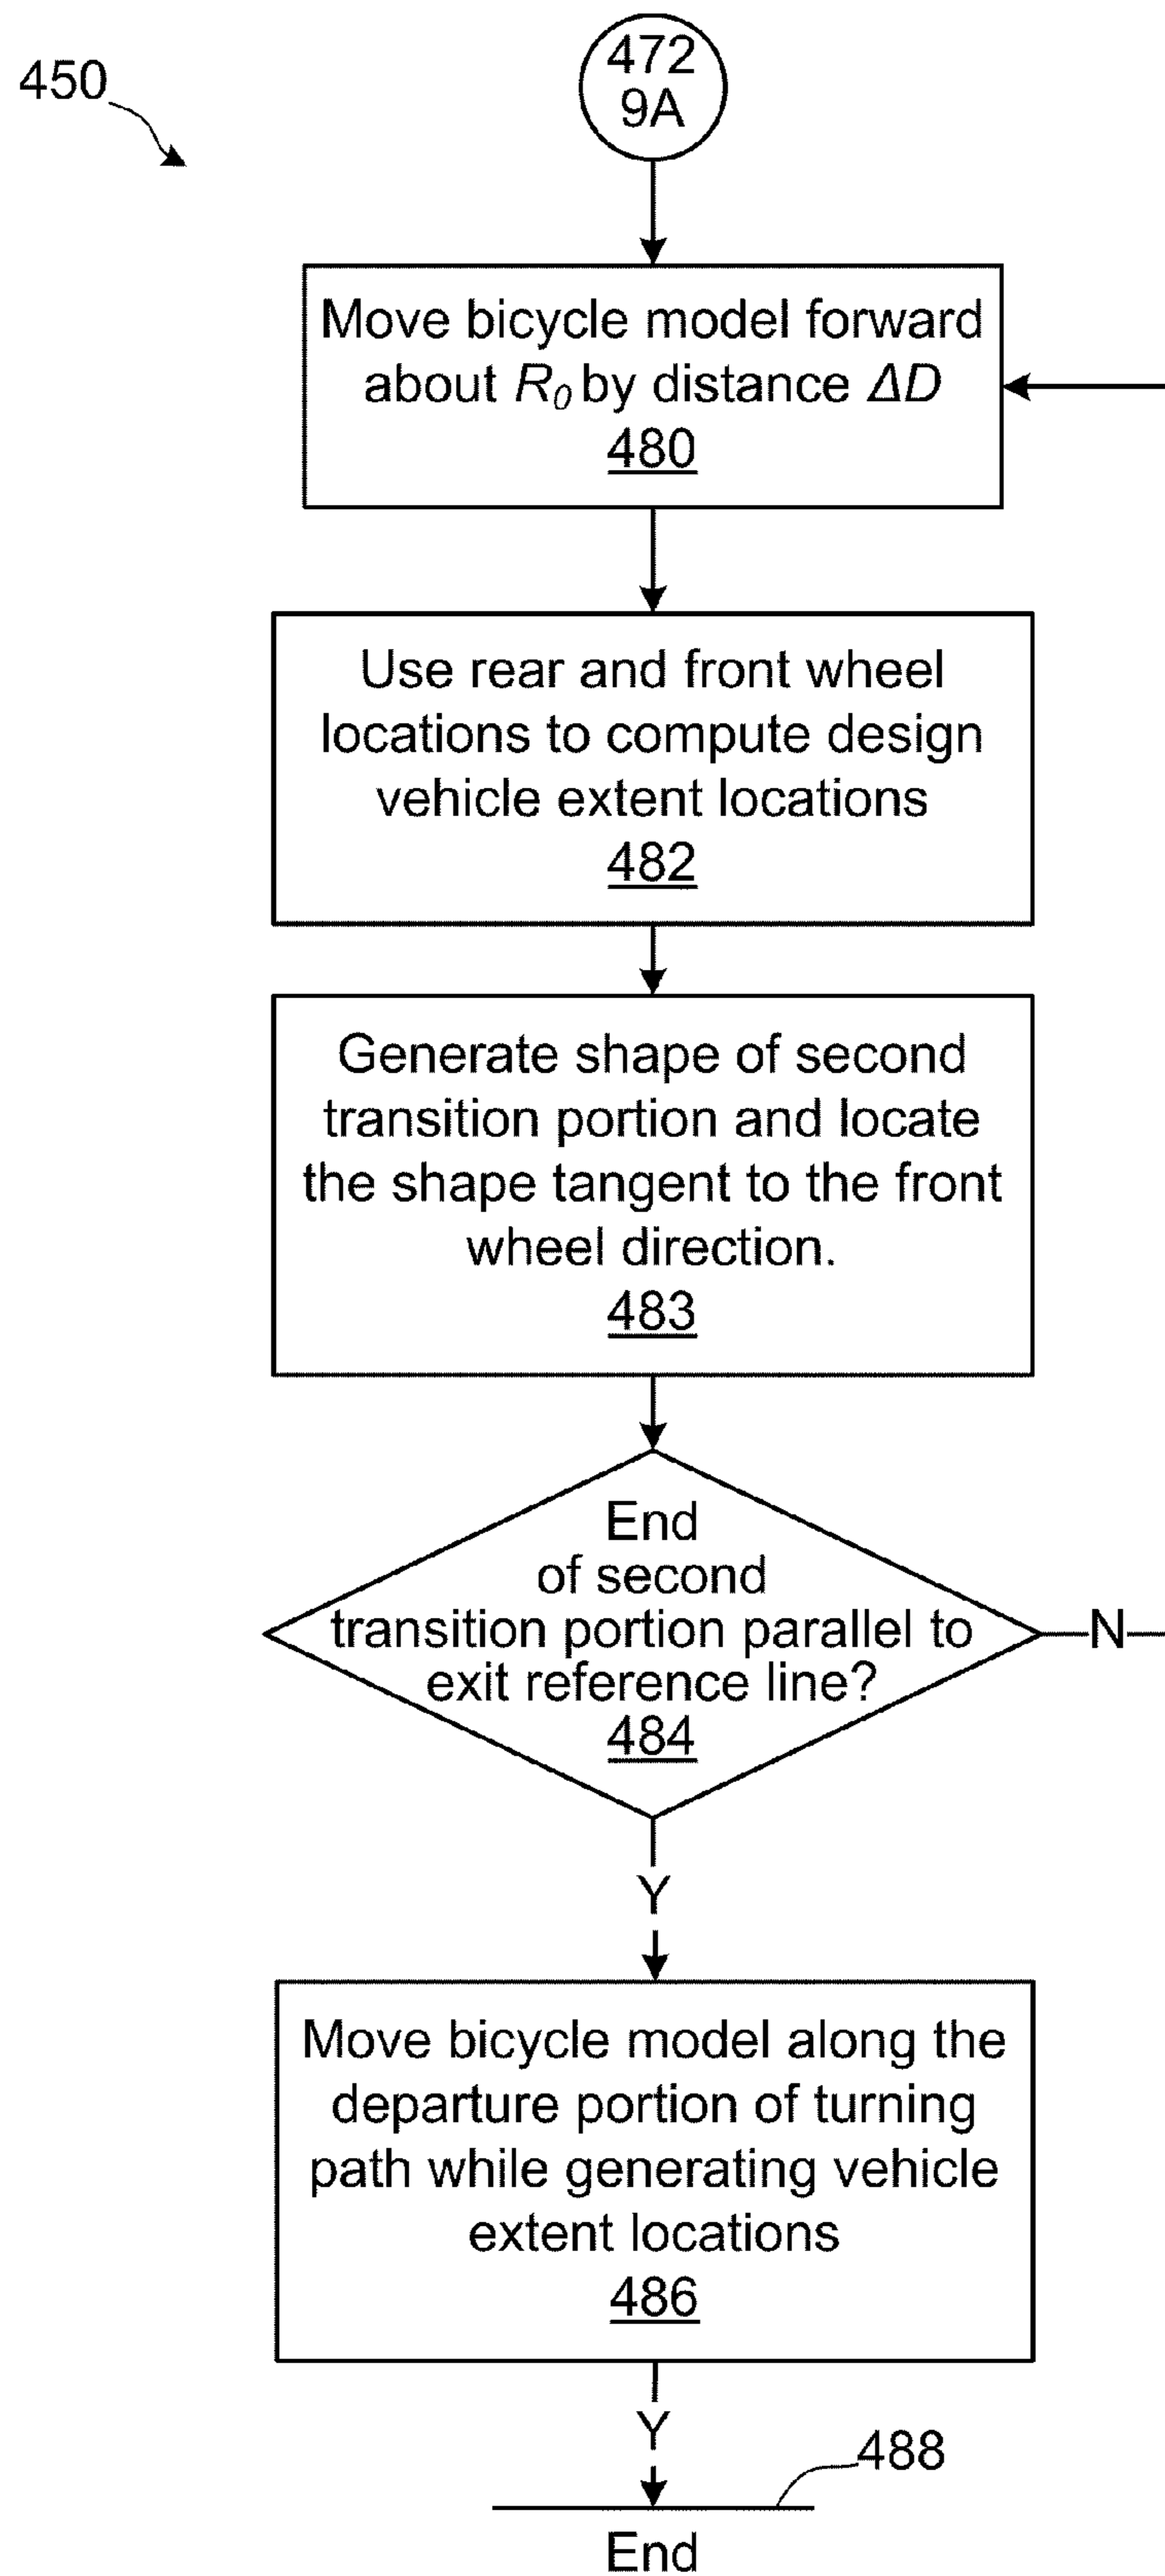 450
472
9A
Move bicycle model forward
about R₀ by distance ΔD
480
Use rear and front wheel
locations to compute design
vehicle extent locations
482
Generate shape of second
transition portion and locate
the shape tangent to the front
wheel direction.
483
End
of second
transition portion parallel to
exit reference line?
484
N
Y
Move bicycle model along the
departure portion of turning
path while generating vehicle
extent locations
486
Y
488
End